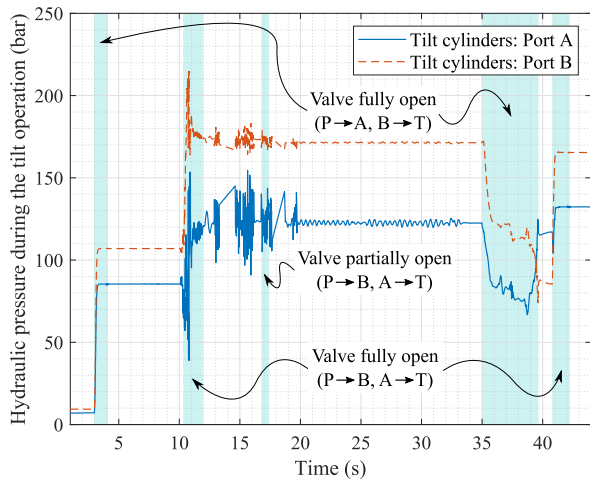 Hydraulic pressure during the tilt operation (bar)
250
200
150
100
50
0
Tilt cylinders: Port A
Tilt cylinders: Port B
Valve fully open
(P→A, B→T)
Valve partially open
(P→B, A→T)
Valve fully open
(P→B, A→T)
5
10
15
20
25
30
35
40
Time (s)